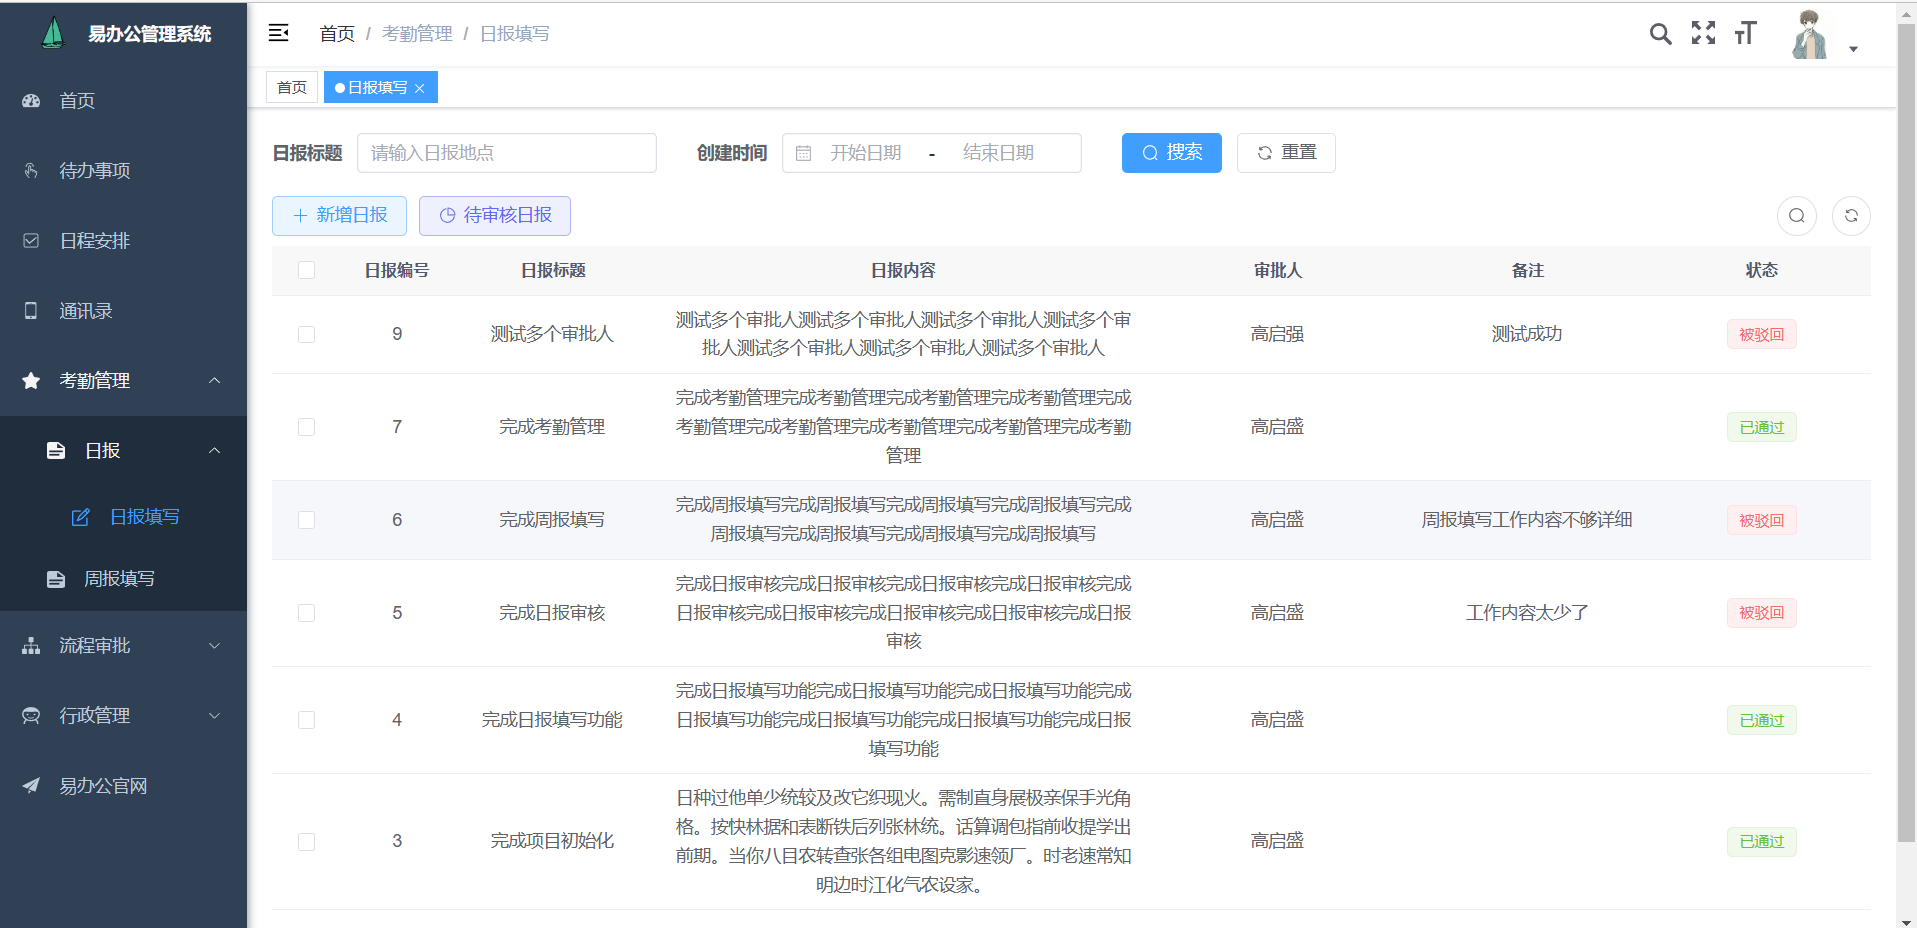 易办公管理系统
首页
待办事项
日程安排
通讯录
考勤管理
日报
日报填写
周报填写
流程审批
行政管理
易办公官网
首页 / 考勤管理 / 日报填写
首页
日报填写
日报标题 请输入日报地点 创建时间 开始日期 - 结束日期 搜索 重置
新增日报 待审核日报
日报编号 日报标题 日报内容 审批人 备注 状态
9 测试多个审批人 测试多个审批人测试多个审批人测试多个审批人测试多个审 高启强 测试成功 被驳回
批人测试多个审批人测试多个审批人测试多个审批人
完成考勤管理完成考勤管理完成考勤管理完成考勤管理完成
7 完成考勤管理 考勤管理完成考勤管理完成考勤管理完成考勤管理完成考勤 高启盛 已通过
管理
6 完成周报填写 完成周报填写完成周报填写完成周报填写完成周报填写完成 高启盛 周报填写工作内容不够详细 被驳回
周报填写完成周报填写完成周报填写完成周报填写
完成日报审核完成日报审核完成日报审核完成日报审核完成
5 完成日报审核 日报审核完成日报审核完成日报审核完成日报审核完成日报 高启盛 工作内容太少了 被驳回
审核
完成日报填写功能完成日报填写功能完成日报填写功能完成
4 完成日报填写功能 日报填写功能完成日报填写功能完成日报填写功能完成日报 高启盛 已通过
填写功能
日种过他单少统较及改它织现火。需制直身展极亲保手光角
格。按快林据和表断铁后列张林统。话算调包指前收提学出
3 完成项目初始化 前期。当你八目农转查张各组电图克影速领厂。时老速常知 高启盛 已通过
明边时江化气农设家。